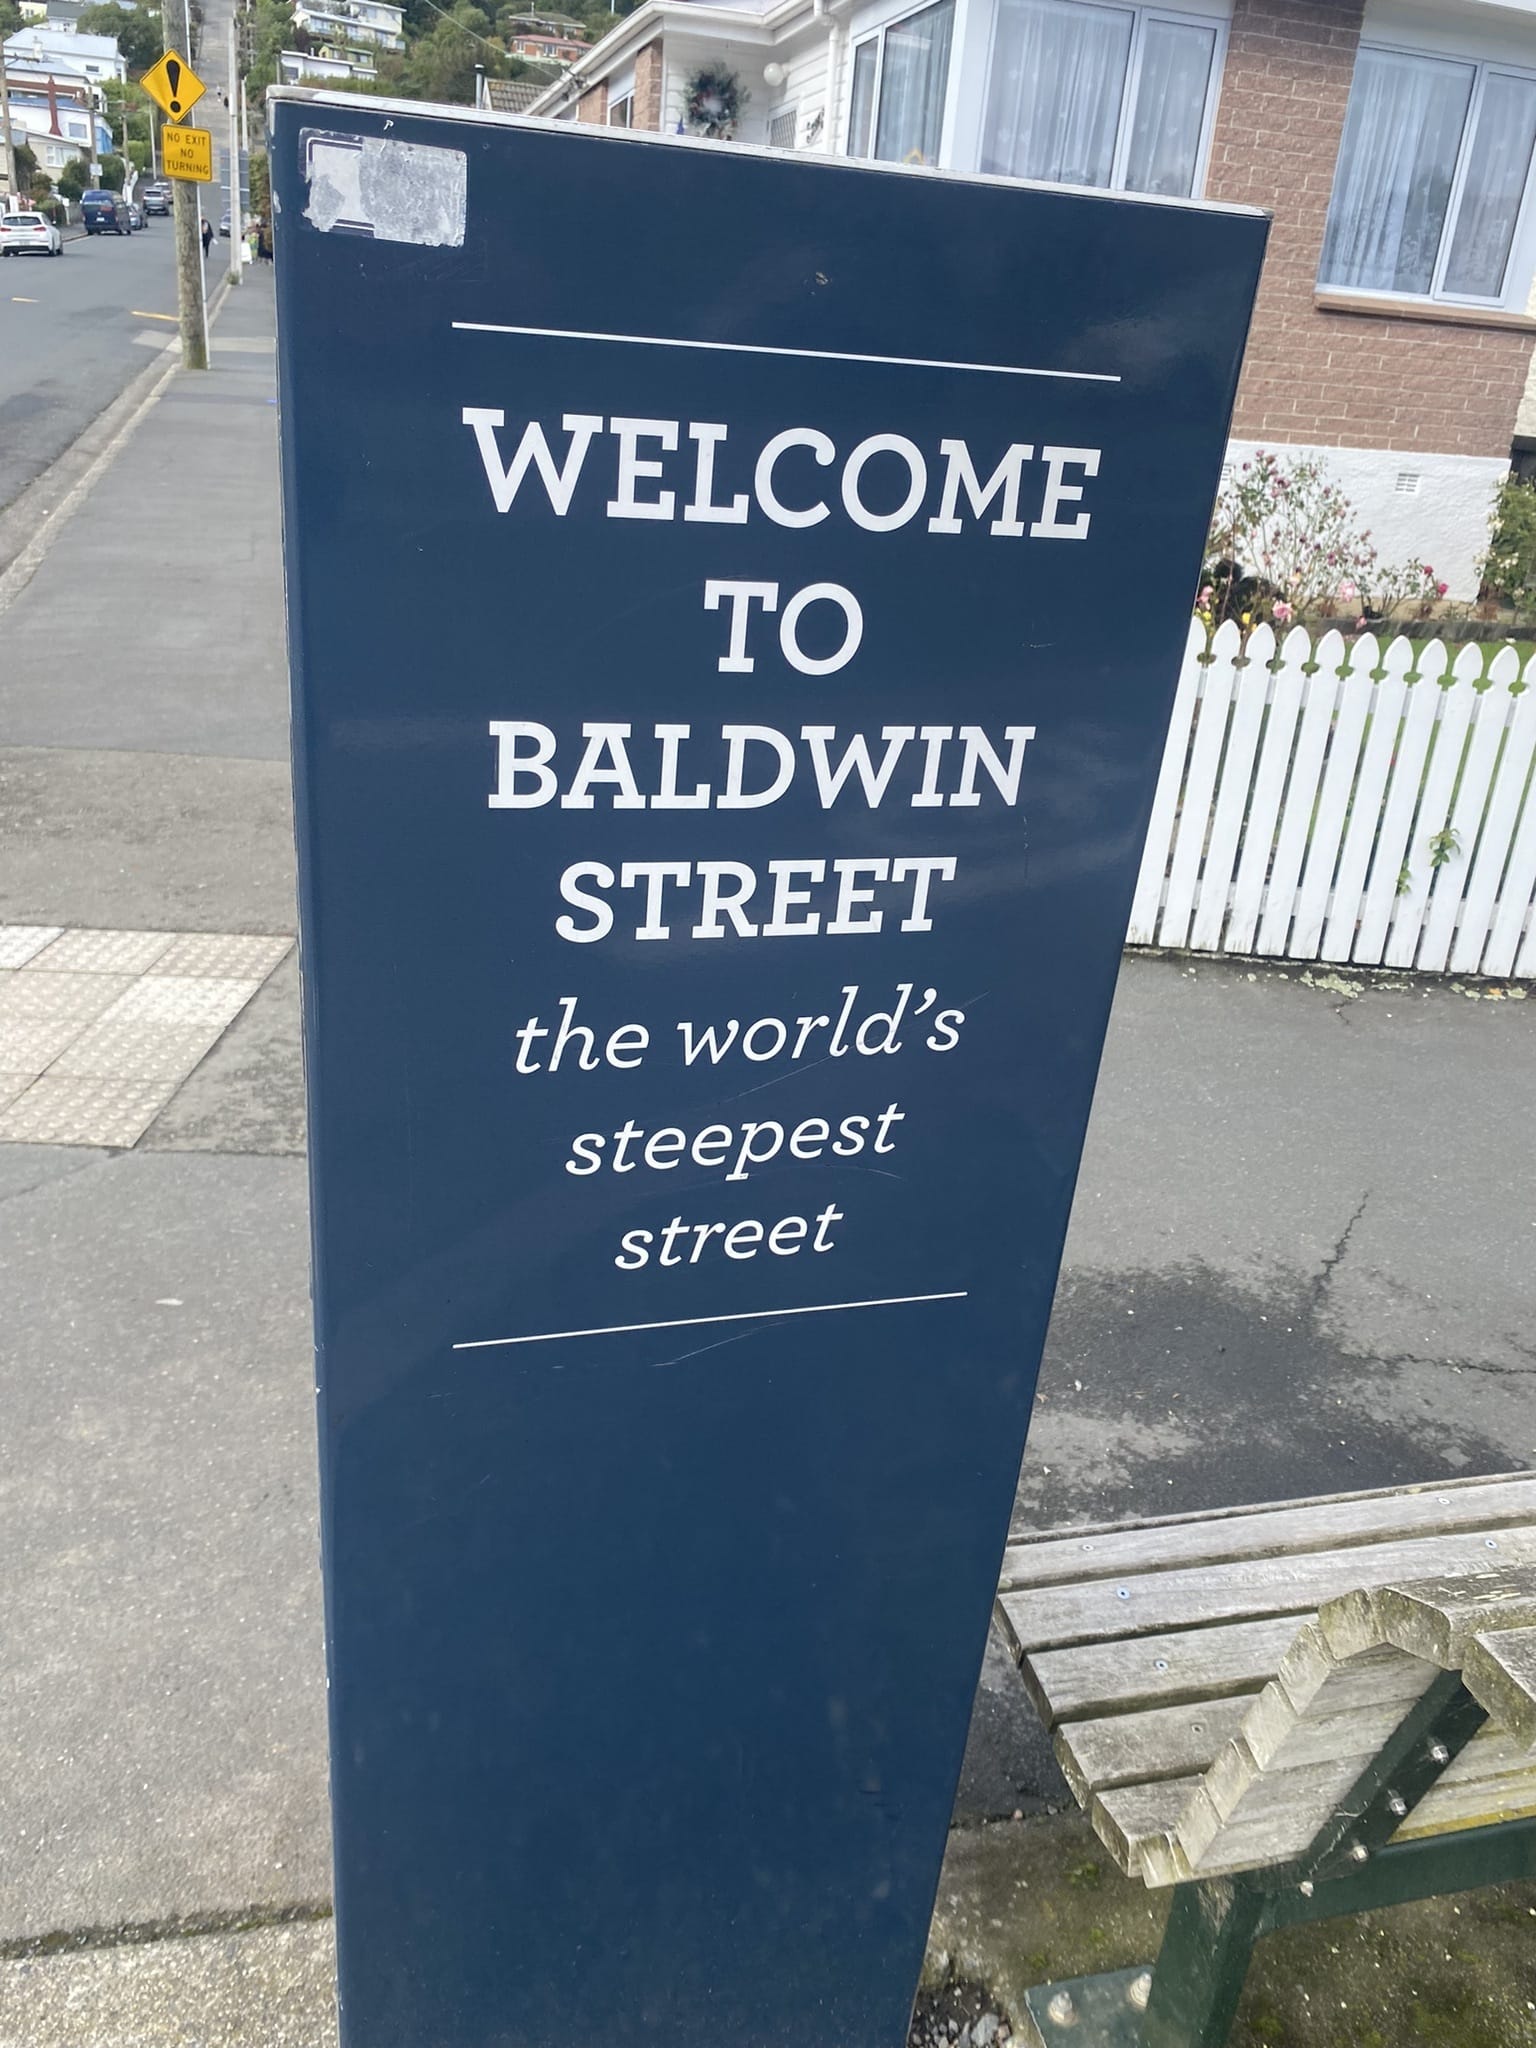 NO EXIT
NO
TURNING
WELCOME
TO
BALDWIN
STREET
the world's
steepest
street